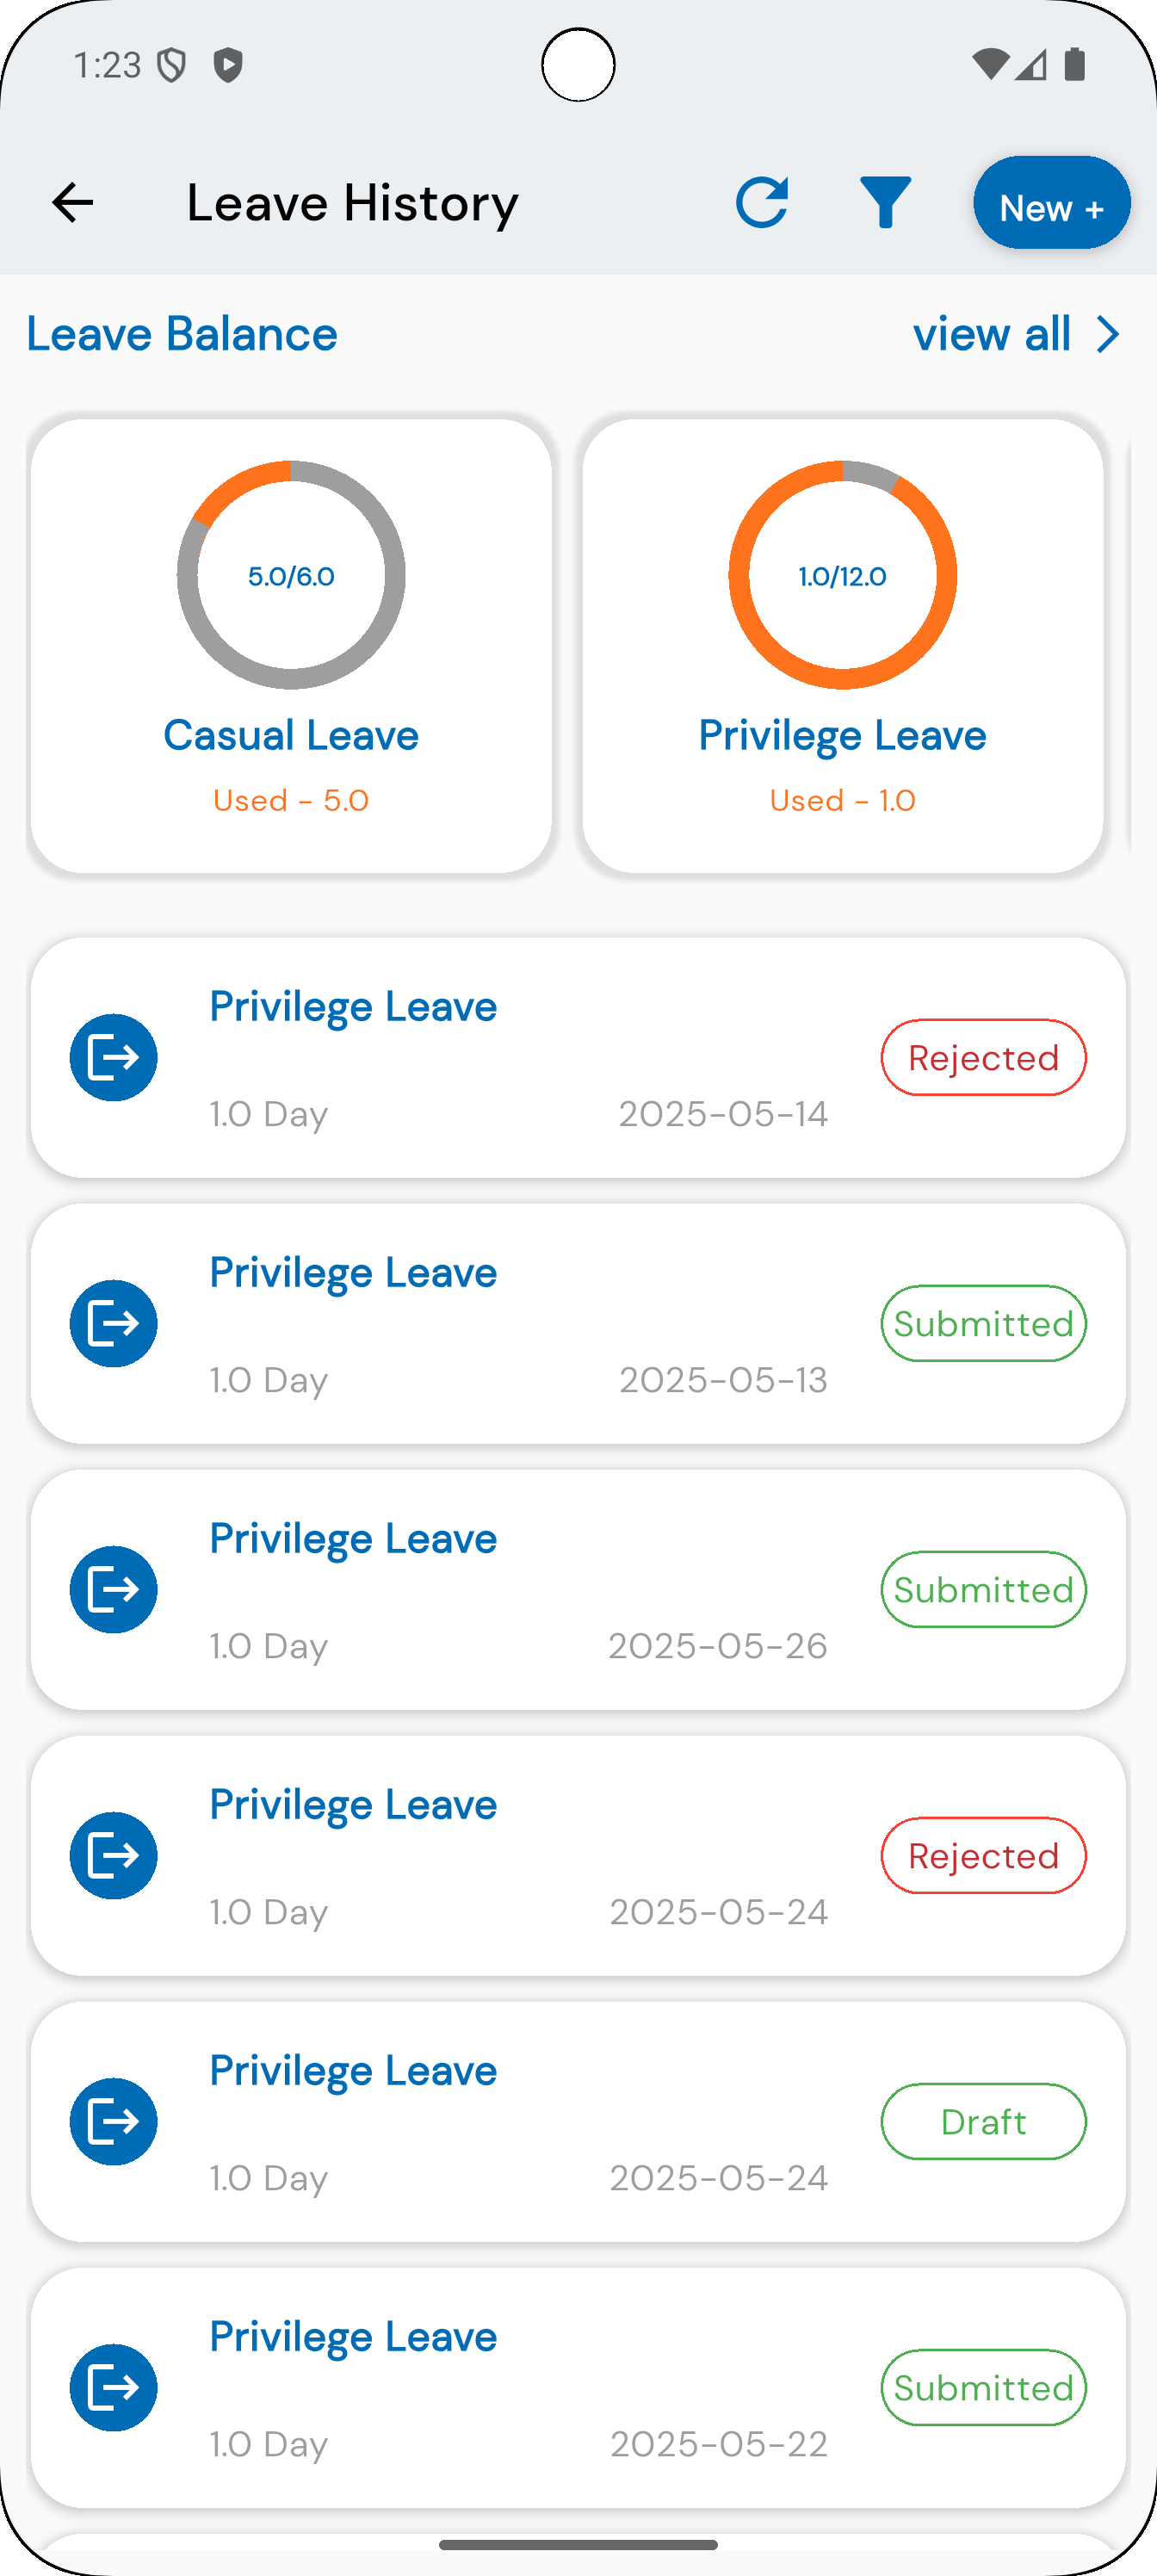 1:23
Leave History
New +
Leave Balance
view all
5.0/6.0
Casual Leave
Used - 5.0
1.0/12.0
Privilege Leave
Used - 1.0
Privilege Leave
1.0 Day
2025-05-14
Rejected
Privilege Leave
1.0 Day
2025-05-13
Submitted
Privilege Leave
1.0 Day
2025-05-26
Submitted
Privilege Leave
1.0 Day
2025-05-24
Rejected
Privilege Leave
1.0 Day
2025-05-24
Draft
Privilege Leave
1.0 Day
2025-05-22
Submitted